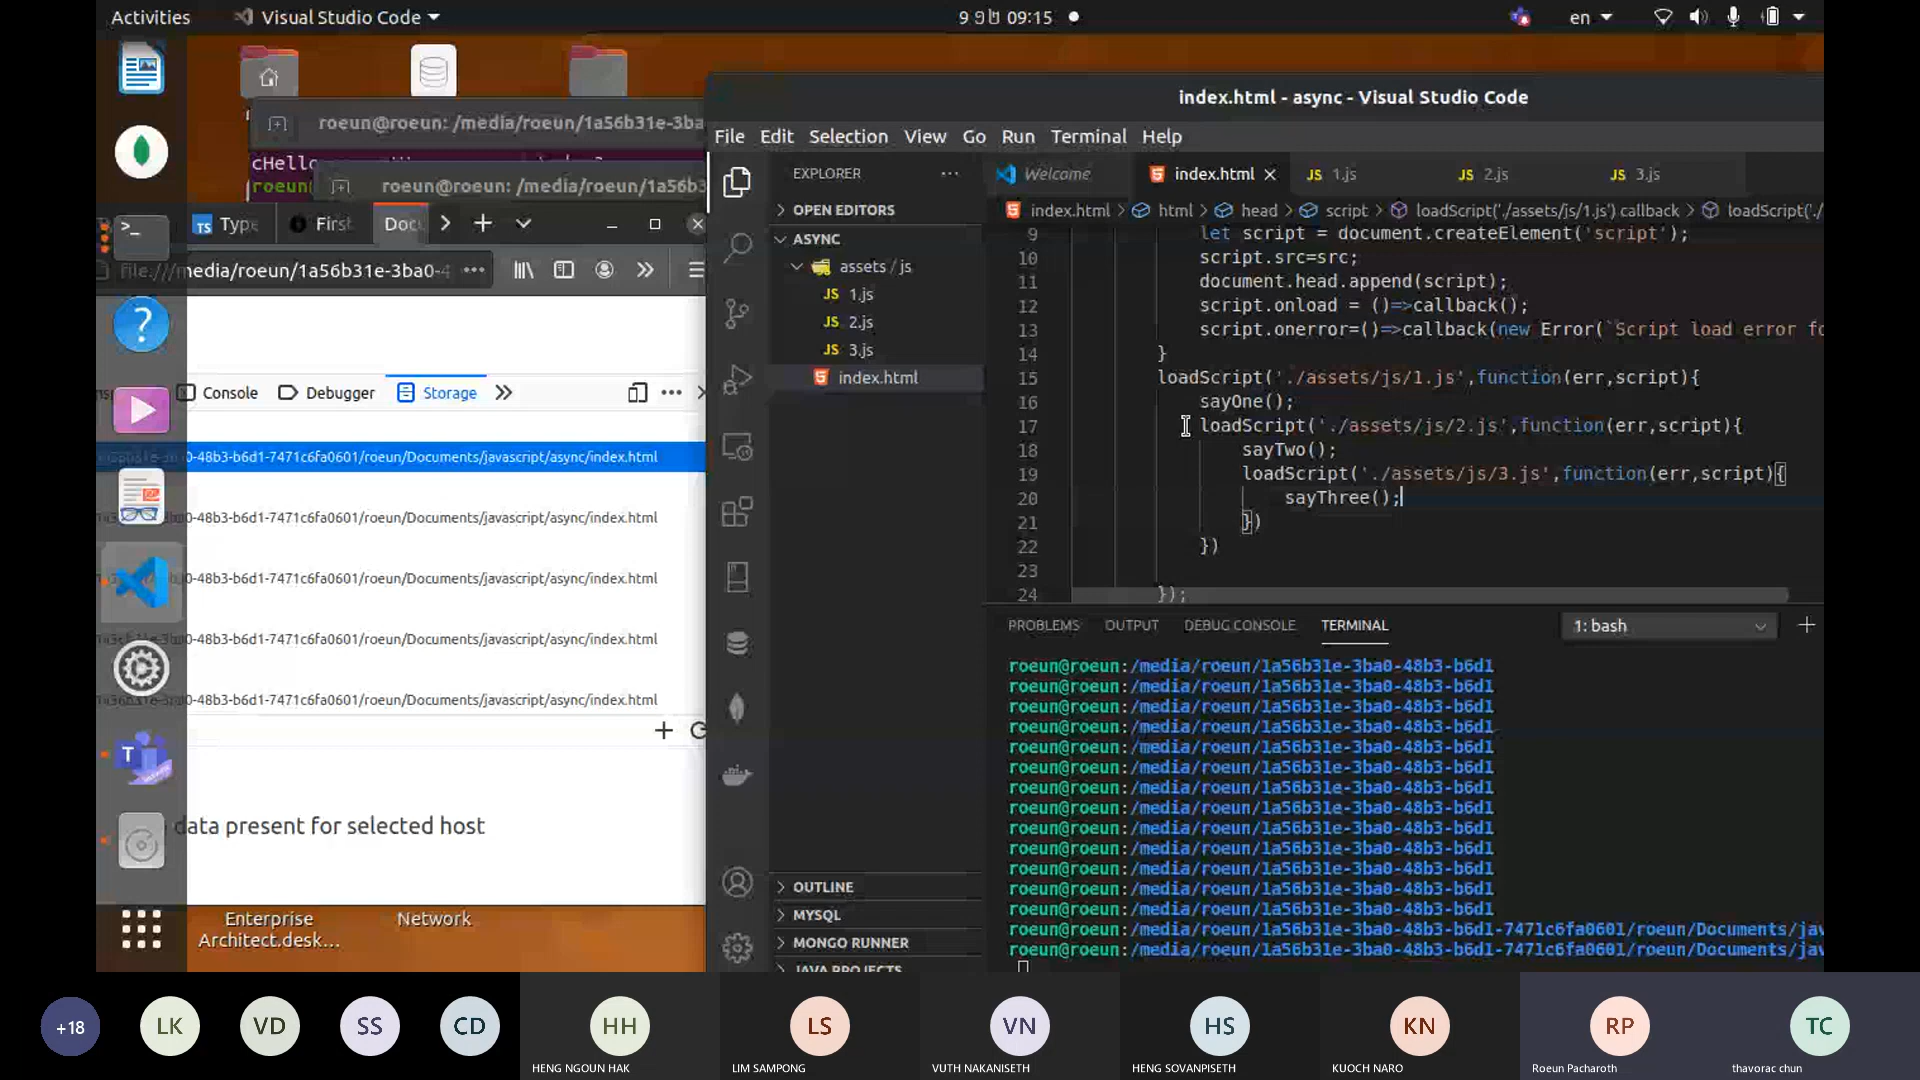 Activities
Visual Studio Code
09:15
en
roeun@roeun: /media/roeun/1a56b31e-3ba
cHello
roeun@
roeun@roeun: /media/roeun/1a56b3
Type
First
Doc
file:///media/roeun/1a56b31e-3ba0-4
Console
Debugger
Storage
0-48b3-b6d1-7471c6fa0601/roeun/Documents/javascript/async/index.html
0-48b3-b6d1-7471c6fa0601/roeun/Documents/javascript/async/index.html
0-48b3-b6d1-7471c6fa0601/roeun/Documents/javascript/async/index.html
0-48b3-b6d1-7471c6fa0601/roeun/Documents/javascript/async/index.html
0-48b3-b6d1-7471c6fa0601/roeun/Documents/javascript/async/index.html
data present for selected host
Enterprise
Architect.desk...
Network
index.html - async - Visual Studio Code
File Edit Selection View Go Run Terminal Help
EXPLORER
OPEN EDITORS
ASYNC
assets / js
JS 1.js
JS 2.js
JS 3.js
index.html
OUTLINE
MYSQL
MONGO RUNNER
JAVA PROJECTS
Welcome
index.html
JS 1.js
JS 2.js
JS 3.js
index.html > html > head > script > loadScript('./assets/js/1.js') callback > loadScript('./
9 let script = document.createElement('script');
10 script.src=src;
11 document.head.append(script);
12 script.onload = ()=>callback();
13 script.onerror=()=>callback(new Error(`Script load error fo
14 }
15 loadScript('./assets/js/1.js',function(err,script){
16 sayOne();
17 loadScript('./assets/js/2.js',function(err,script){
18 sayTwo();
19 loadScript('./assets/js/3.js',function(err,script){
20 sayThree();
21 })
22 })
23
24 });
PROBLEMS OUTPUT DEBUG CONSOLE TERMINAL
1: bash
roeun@roeun:/media/roeun/1a56b31e-3ba0-48b3-b6d1
roeun@roeun:/media/roeun/1a56b31e-3ba0-48b3-b6d1
roeun@roeun:/media/roeun/1a56b31e-3ba0-48b3-b6d1
roeun@roeun:/media/roeun/1a56b31e-3ba0-48b3-b6d1
roeun@roeun:/media/roeun/1a56b31e-3ba0-48b3-b6d1
roeun@roeun:/media/roeun/1a56b31e-3ba0-48b3-b6d1
roeun@roeun:/media/roeun/1a56b31e-3ba0-48b3-b6d1
roeun@roeun:/media/roeun/1a56b31e-3ba0-48b3-b6d1
roeun@roeun:/media/roeun/1a56b31e-3ba0-48b3-b6d1
roeun@roeun:/media/roeun/1a56b31e-3ba0-48b3-b6d1
roeun@roeun:/media/roeun/1a56b31e-3ba0-48b3-b6d1
roeun@roeun:/media/roeun/1a56b31e-3ba0-48b3-b6d1
roeun@roeun:/media/roeun/1a56b31e-3ba0-48b3-b6d1
roeun@roeun:/media/roeun/1a56b31e-3ba0-48b3-b6d1-7471c6fa0601/roeun/Documents/jav
roeun@roeun:/media/roeun/1a56b31e-3ba0-48b3-b6d1-7471c6fa0601/roeun/Documents/jav
+18
LK
VD
SS
CD
HH
HENG NGOUN HAK
LS
LIM SAMPONG
VN
VUTH NAKANISETH
HS
HENG SOVANPISETH
KN
KUOCH NARO
RP
Roeun Pacharoth
TC
thavorac chun